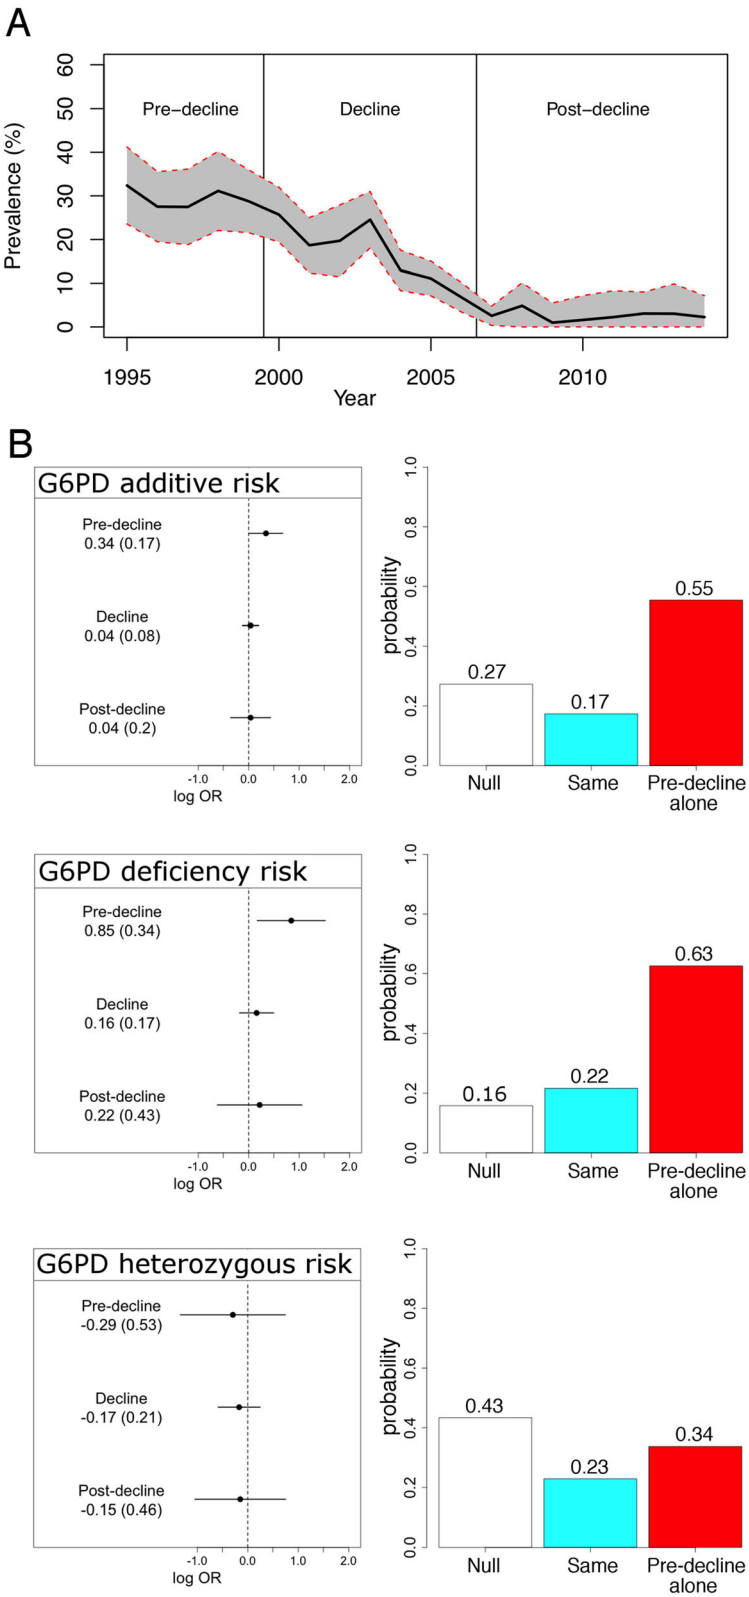 A
Prevalence (%)
60
50
40
30
20
10
0
Pre–decline
Decline
Post–decline
1995
2000
2005
2010
Year
B
G6PD additive risk
Pre-decline
0.34 (0.17)
Decline
0.04 (0.08)
Post-decline
0.04 (0.2)
-1.0
0.0
1.0
2.0
log OR
probability
1.0
0.8
0.6
0.4
0.2
0.0
0.27
0.17
0.55
Null
Same
Pre-decline
alone
G6PD deficiency risk
Pre-decline
0.85 (0.34)
Decline
0.16 (0.17)
Post-decline
0.22 (0.43)
-1.0
0.0
1.0
2.0
log OR
probability
1.0
0.8
0.6
0.4
0.2
0.0
0.16
0.22
0.63
Null
Same
Pre-decline
alone
G6PD heterozygous risk
Pre-decline
-0.29 (0.53)
Decline
-0.17 (0.21)
Post-decline
-0.15 (0.46)
-1.0
0.0
1.0
2.0
log OR
probability
1.0
0.8
0.6
0.4
0.2
0.0
0.43
0.23
0.34
Null
Same
Pre-decline
alone